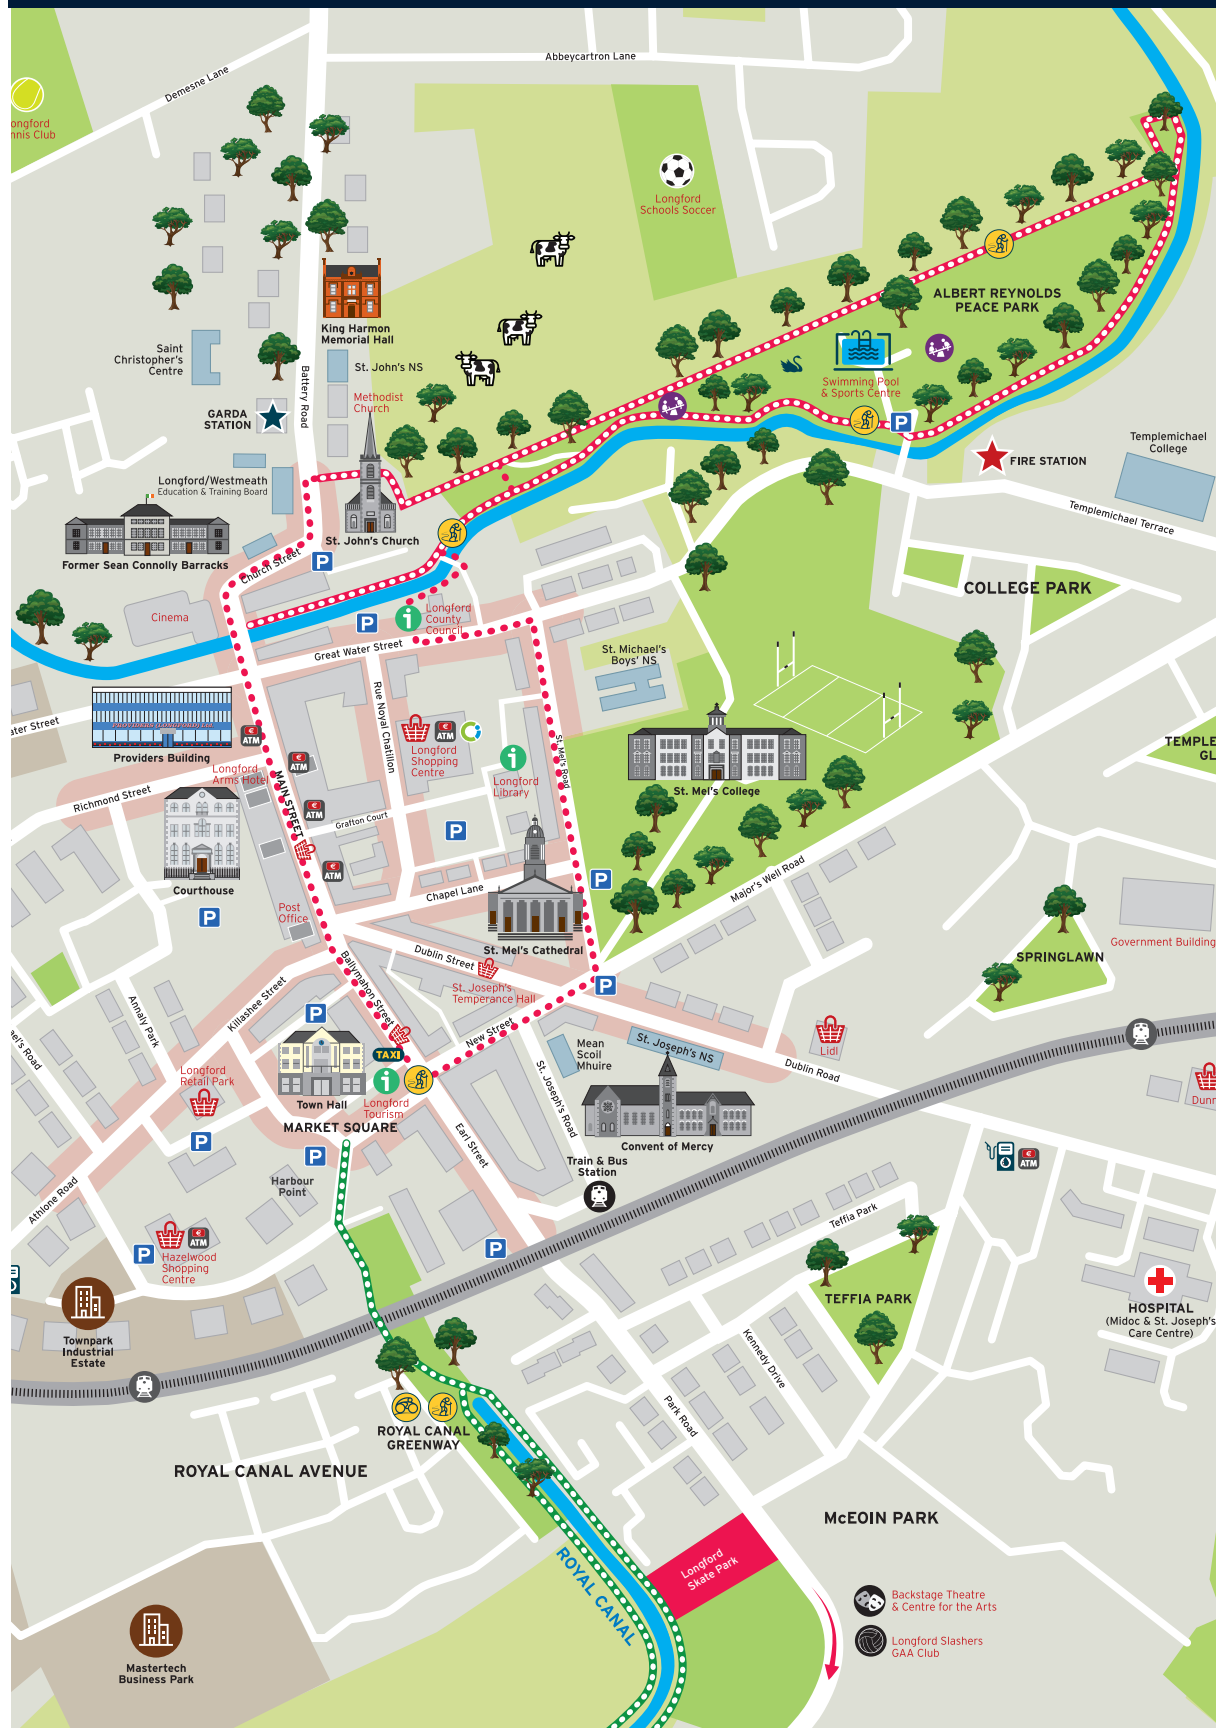 Abbeycartron Lane
Demesne Lane
ongford
nnis Club
Longford
Schools Soccer
ALBERT REYNOLDS
PEACE PARK
King Harmon
Memorial Hall
Saint
Christopher's
Centre
St. John's NS
Battery Road
Methodist
Church
Swimming Pool
& Sports Centre
GARDA
STATION
P
Templemichael
College
FIRE STATION
Longford/Westmeath
Education & Training Board
Templemichael Terrace
St. John's Church
Former Sean Connolly Barracks
P
Church Street
COLLEGE PARK
Cinema
P
i
Longford
County
Council
Great Water Street
St. Michael's
Boys' NS
Rue Noyal Chatillon
ater Street
ATM
ATM
Longford
Shopping
Centre
i
Longford
Library
St. Mel's Road
TEMPLE
GL
Providers Building
Longford
Arms Hotel
ATM
MAIN STREET
St. Mel's College
Richmond Street
ATM
Grafton Court
P
Courthouse
ATM
P
Chapel Lane
Major's Well Road
P
Post
Office
St. Mel's Cathedral
Government Building
SPRINGLAWN
Dublin Street
Ballymahon Street
St. Joseph's
Temperance Hall
P
Annaly Park
Killashee Street
P
New Street
Mean
Scoil
Mhuire
St. Joseph's NS
Lidl
ael's Road
TAXI
Dublin Road
Longford
Retail Park
i
Town Hall
Longford
Tourism
St. Joseph's Road
Dunn
MARKET SQUARE
P
Earl Street
Convent of Mercy
P
Train & Bus
Station
ATM
Harbour
Point
Athlone Road
Teffia Park
P
ATM
Hazelwood
Shopping
Centre
P
TEFFIA PARK
HOSPITAL
(Midoc & St. Joseph's
Care Centre)
Townpark
Industrial
Estate
Kennedy Drive
Park Road
ROYAL CANAL
GREENWAY
ROYAL CANAL AVENUE
McEOIN PARK
Longford
Skate Park
ROYAL CANAL
Backstage Theatre
& Centre for the Arts
Longford Slashers
GAA Club
Mastertech
Business Park